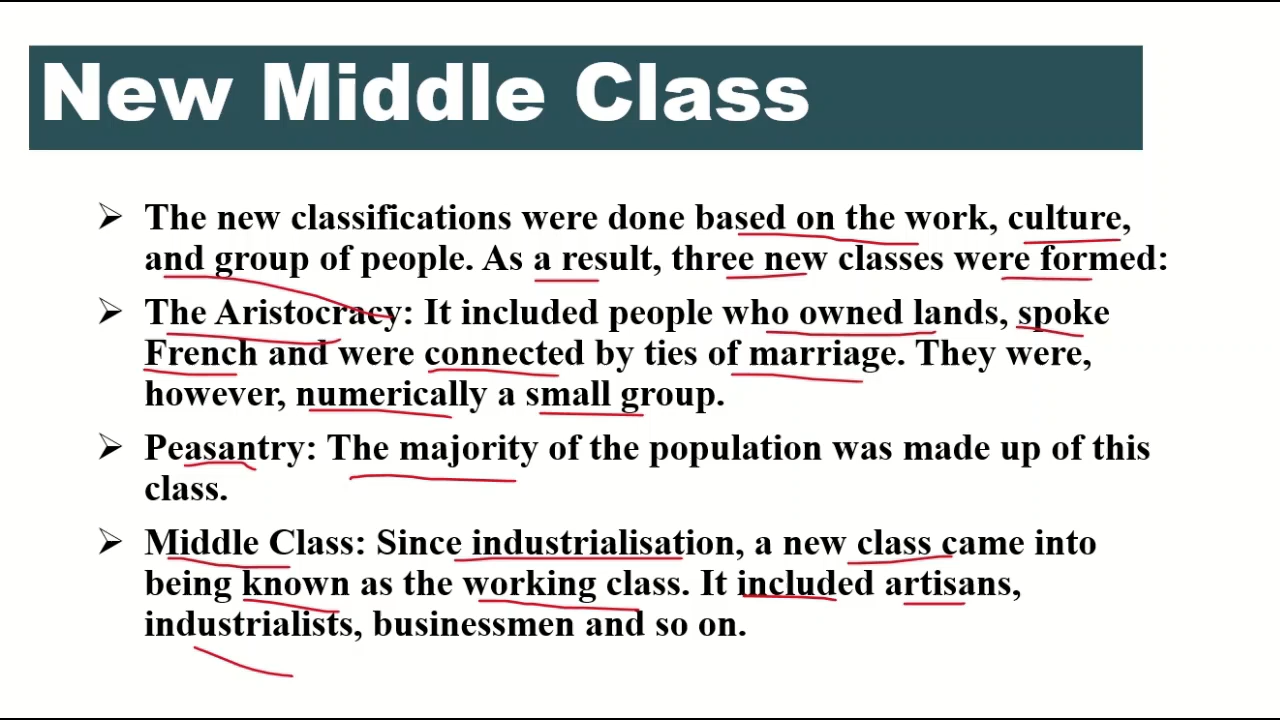 New Middle Class
➢ The new classifications were done based on the work, culture,
and group of people. As a result, three new classes were formed:
➢ The Aristocracy: It included people who owned lands, spoke
French and were connected by ties of marriage. They were,
however, numerically a small group.
➢ Peasantry: The majority of the population was made up of this
class.
➢ Middle Class: Since industrialisation, a new class came into
being known as the working class. It included artisans,
industrialists, businessmen and so on.